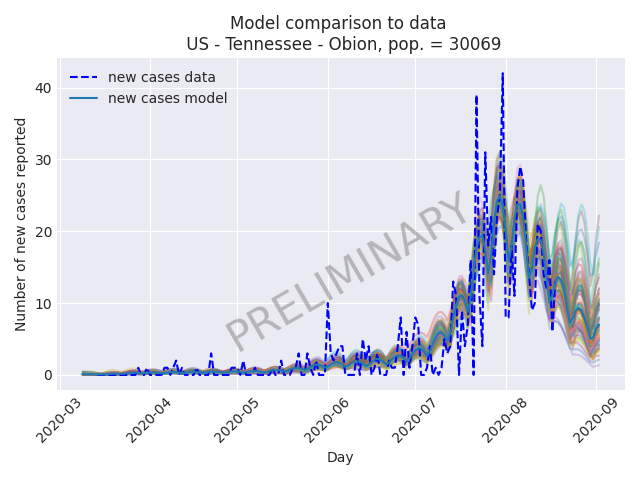 Model comparison to data
US - Tennessee - Obion, pop. = 30069
new cases data
new cases model
Number of new cases reported
40
30
20
10
0
PRELIMINARY
2020-03
2020-04
2020-05
2020-06
2020-07
2020-08
2020-09
Day